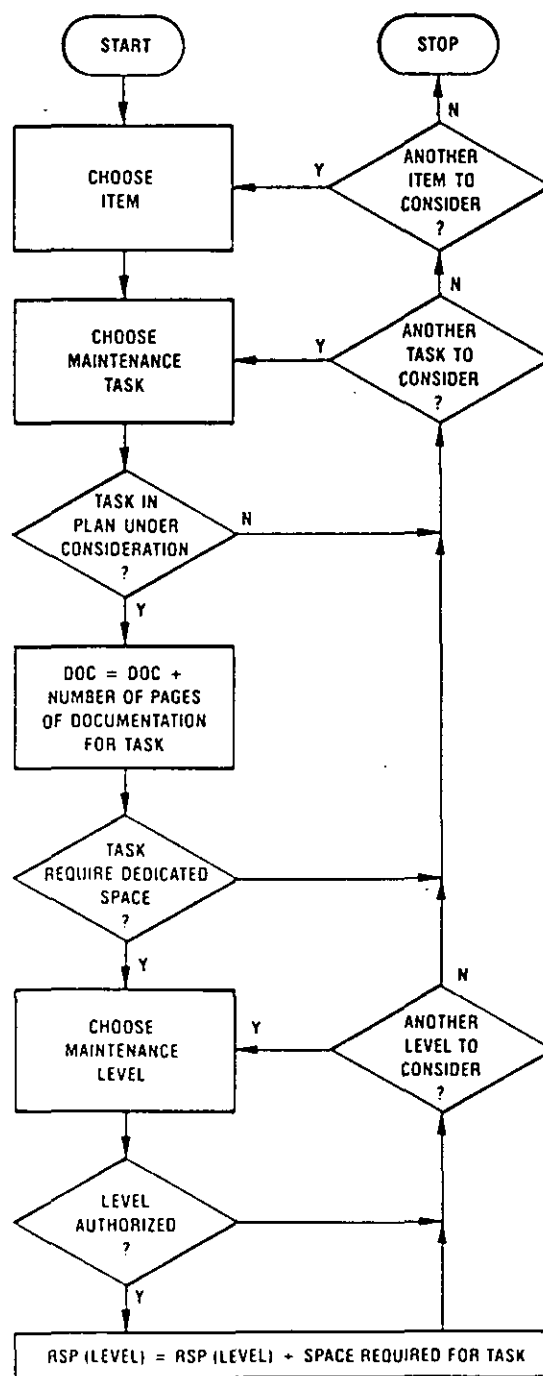 START
STOP
CHOOSE
ITEM
Y
N
ANOTHER
ITEM TO
CONSIDER
?
N
CHOOSE
MAINTENANCE
TASK
Y
ANOTHER
TASK TO
CONSIDER
?
TASK IN
PLAN UNDER
CONSIDERATION
?
N
Y
DOC = DOC +
NUMBER OF PAGES
OF DOCUMENTATION
FOR TASK
TASK
REQUIRE DEDICATED
SPACE
?
Y
N
CHOOSE
MAINTENANCE
LEVEL
Y
ANOTHER
LEVEL TO
CONSIDER
?
LEVEL
AUTHORIZED
?
Y
RSP (LEVEL) = RSP (LEVEL) + SPACE REQUIRED FOR TASK